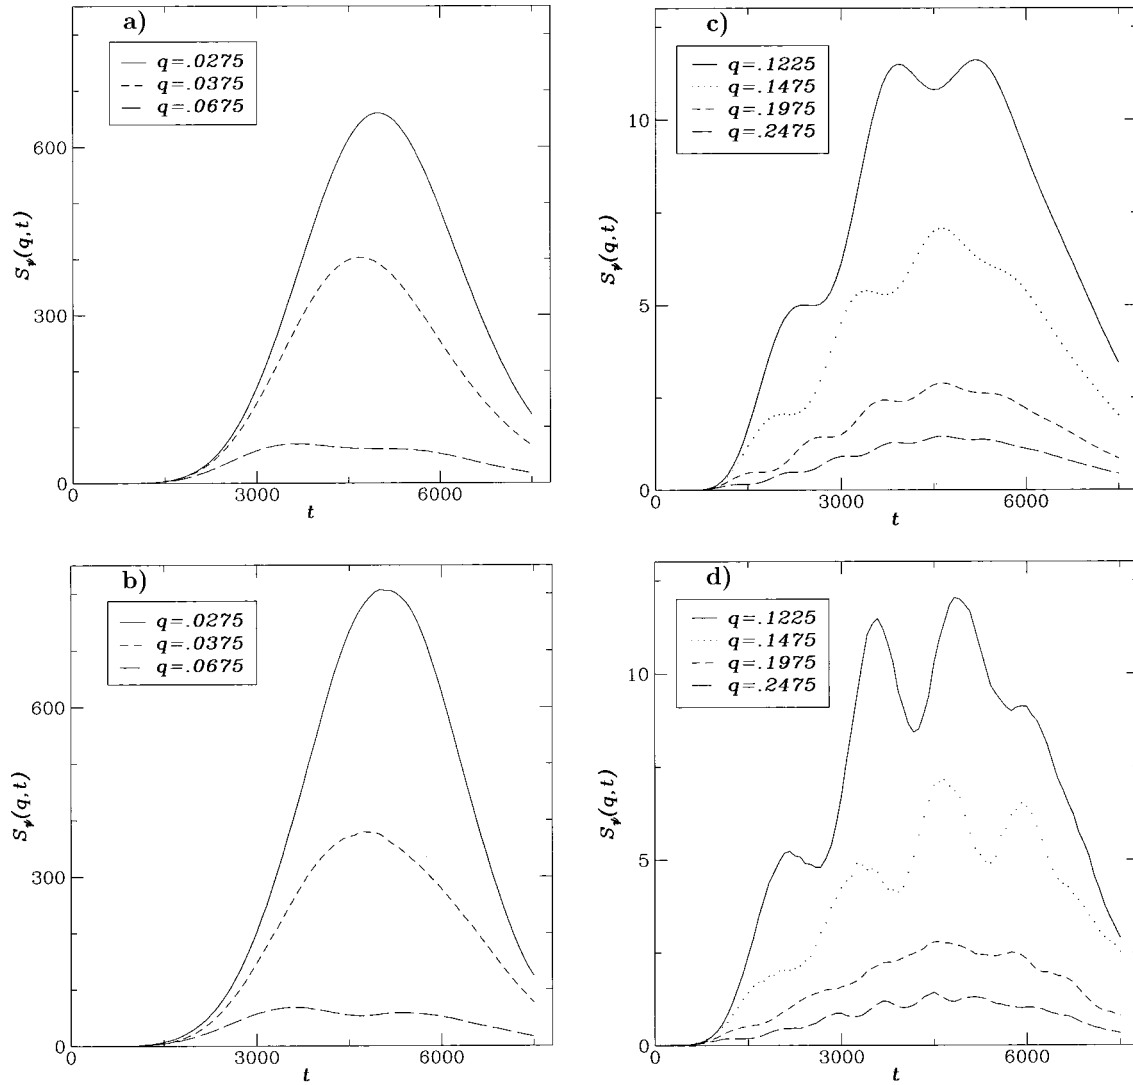 a)
q=.0275
q=.0375
q=.0675
600
300
0
S_ψ(q,t)
0 3000 6000
t
c)
q=.1225
q=.1475
q=.1975
q=.2475
10
5
0
S_ψ(q,t)
0 3000 6000
t
b)
q=.0275
q=.0375
q=.0675
600
300
0
S_ψ(q,t)
0 3000 6000
t
d)
q=.1225
q=.1475
q=.1975
q=.2475
10
5
0
S_ψ(q,t)
0 3000 6000
t